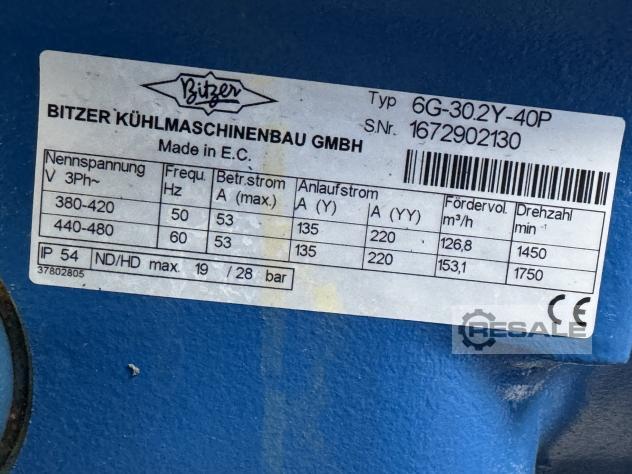 Bitzer
Typ 6G-30.2Y-40P
S.Nr. 1672902130
BITZER KÜHLMASCHINENBAU GMBH
Made in E.C.
Nennspannung Frequ. Betr.strom Anlaufstrom Fördervol. Drehzahl
V 3Ph~ Hz A (max.) A (Y) A (YY) m³/h min
380-420 50 53 135 220 126,8 1450
440-480 60 53 135 220 153,1 1750
IP 54 ND/HD max. 19 / 28 bar
37802805
CE
RESALE